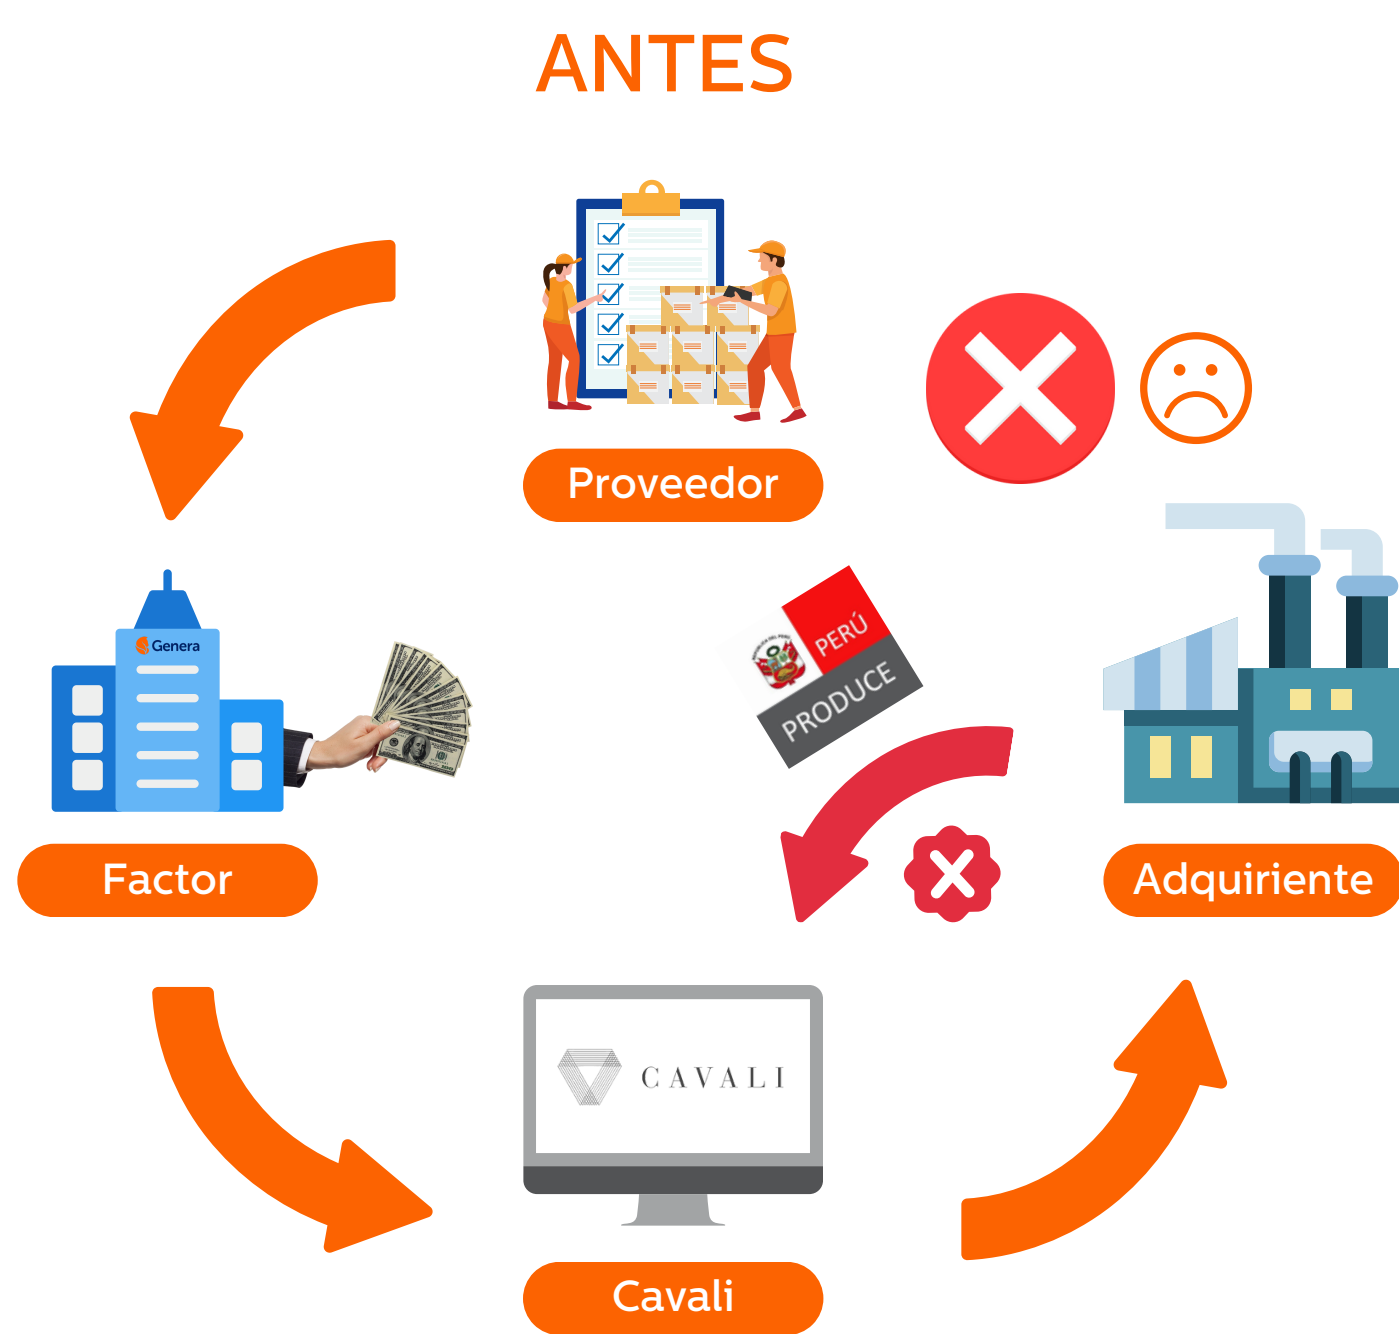 ANTES
Proveedor
Genera
PERÚ
PRODUCE
Factor
Adquiriente
CAVALI
Cavali